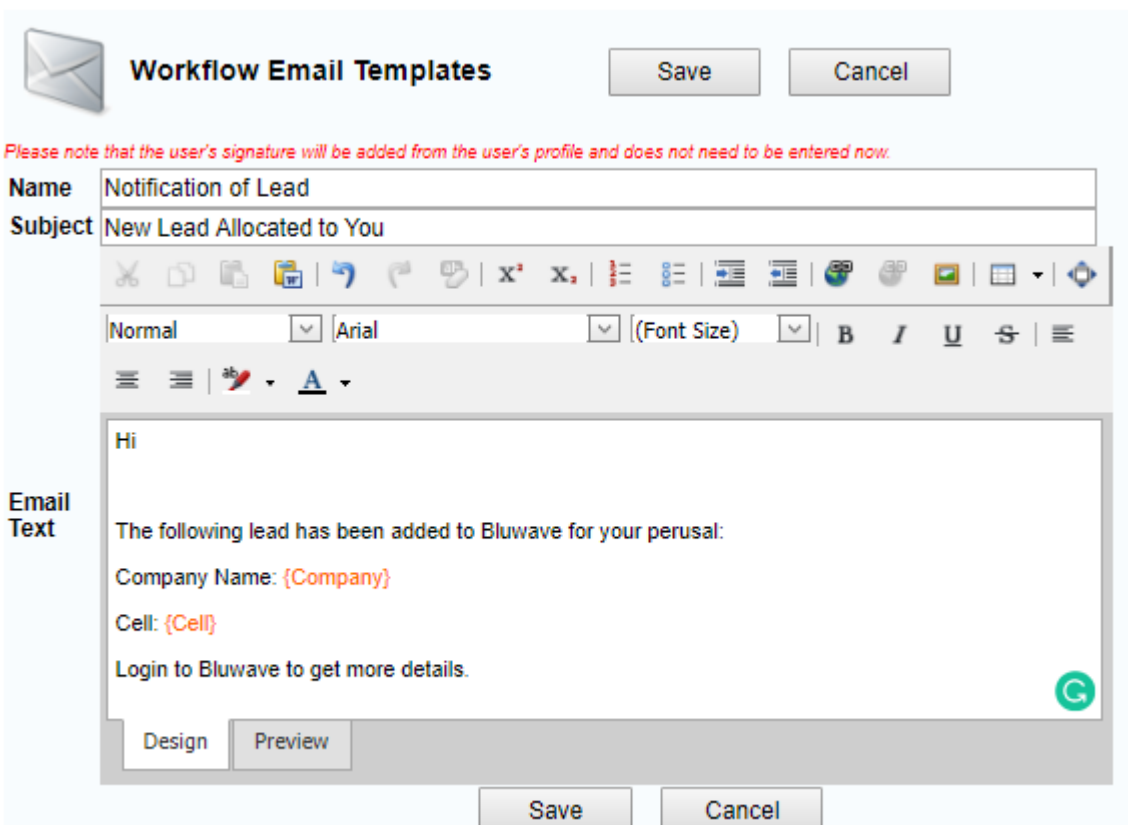 Workflow Email Templates Save Cancel
Please note that the user's signature will be added from the user's profile and does not need to be entered now.
Name Notification of Lead
Subject New Lead Allocated to You
Normal Arial (Font Size) B I U S
ab A
Hi
Email
Text
The following lead has been added to Bluwave for your perusal:
Company Name: {Company}
Cell: {Cell}
Login to Bluwave to get more details.
Design Preview
Save Cancel